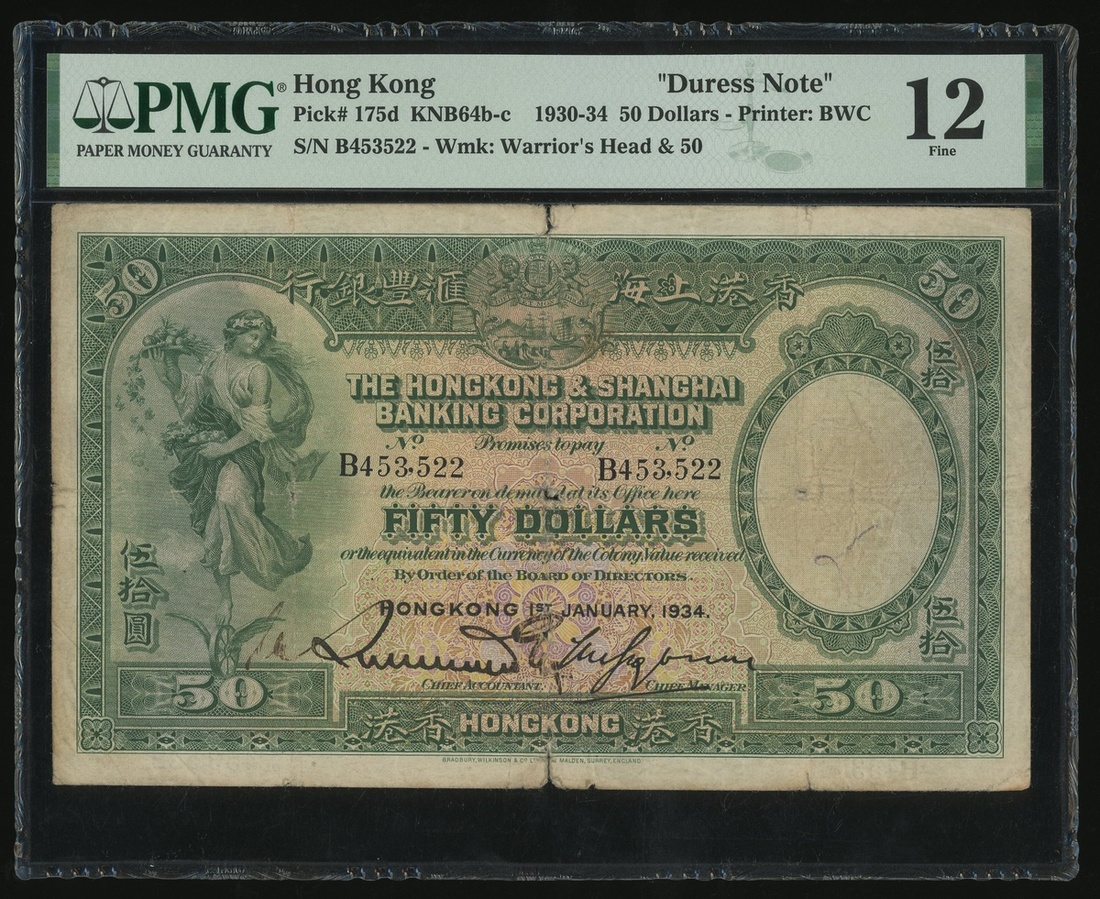 PMG® Hong Kong "Duress Note" 12
Pick# 175d KNB64b-c 1930-34 50 Dollars - Printer: BWC
PAPER MONEY GUARANTY S/N B453522 - Wmk: Warrior's Head & 50 Fine
50 行銀豐滙 海上港香 50
伍拾
THE HONGKONG & SHANGHAI
BANKING CORPORATION
No Promises to pay No
B453,522 B453,522
the Bearer on demand at its Office here
FIFTY DOLLARS
or the equivalent in the Currency of the Colony, Value received
By Order of the BOARD OF DIRECTORS.
伍拾圓
伍拾
HONGKONG 1ST JANUARY, 1934.
CHIEF ACCOUNTANT. CHIEF MANAGER
50 50
港香 HONGKONG 港香
BRADBURY, WILKINSON & Co LTD NEW MALDEN, SURREY, ENGLAND